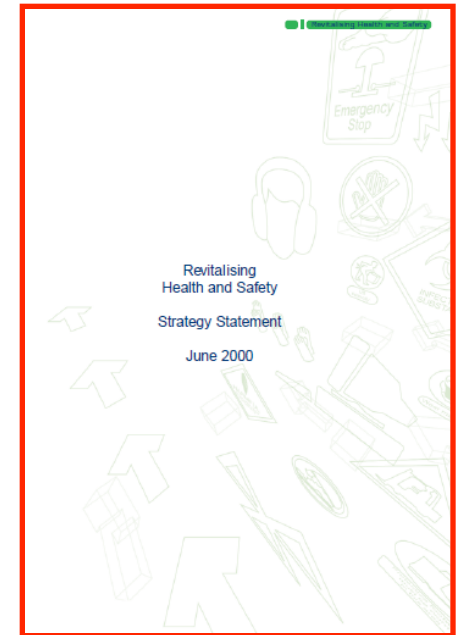 Revitalising Health and Safety
Emergency
Stop
Revitalising
Health and Safety
Strategy Statement
June 2000